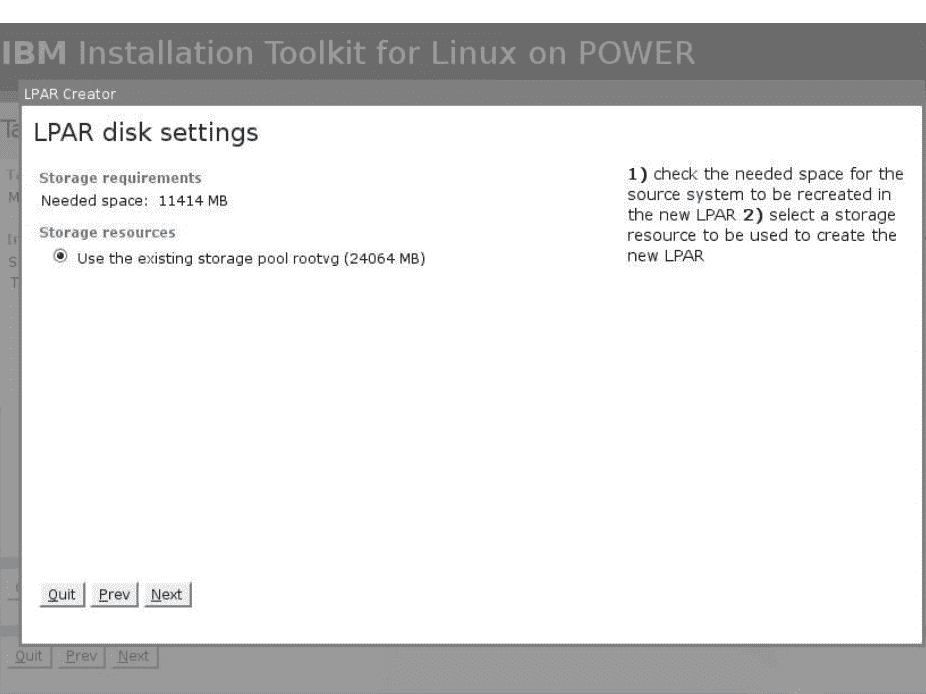 IBM Installation Toolkit for Linux on POWER
LPAR Creator
LPAR disk settings
Storage requirements
Needed space: 11414 MB
Storage resources
Use the existing storage pool rootvg (24064 MB)
1) check the needed space for the
source system to be recreated in
the new LPAR 2) select a storage
resource to be used to create the
new LPAR
Quit Prev Next
Quit Prev Next